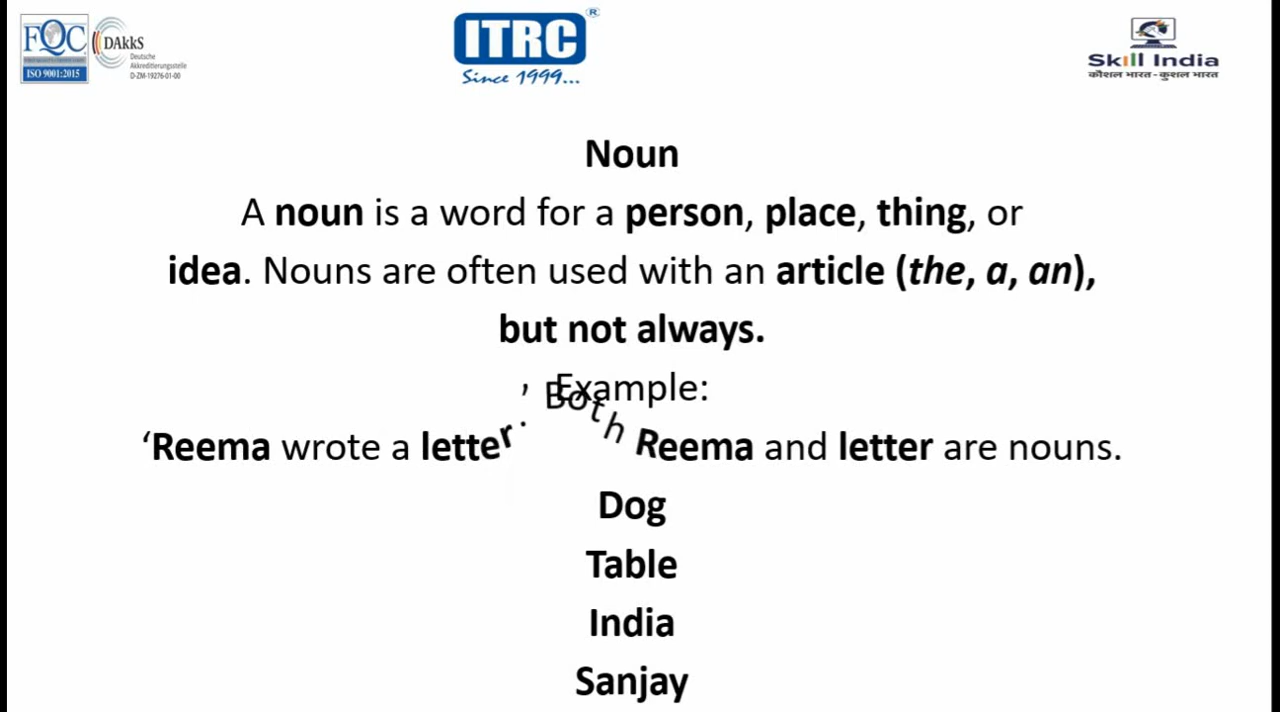 FQC
ISO 9001:2015
DAkkS
Deutsche
Akkreditierungsstelle
D-ZM-19276-01-00
ITRC®
Since 1999...
Skill India
कौशल भारत - कुशल भारत
Noun
A noun is a word for a person, place, thing, or
idea. Nouns are often used with an article (the, a, an),
but not always.
Example:
‘Reema wrote a letter.’ Both Reema and letter are nouns.
Dog
Table
India
Sanjay